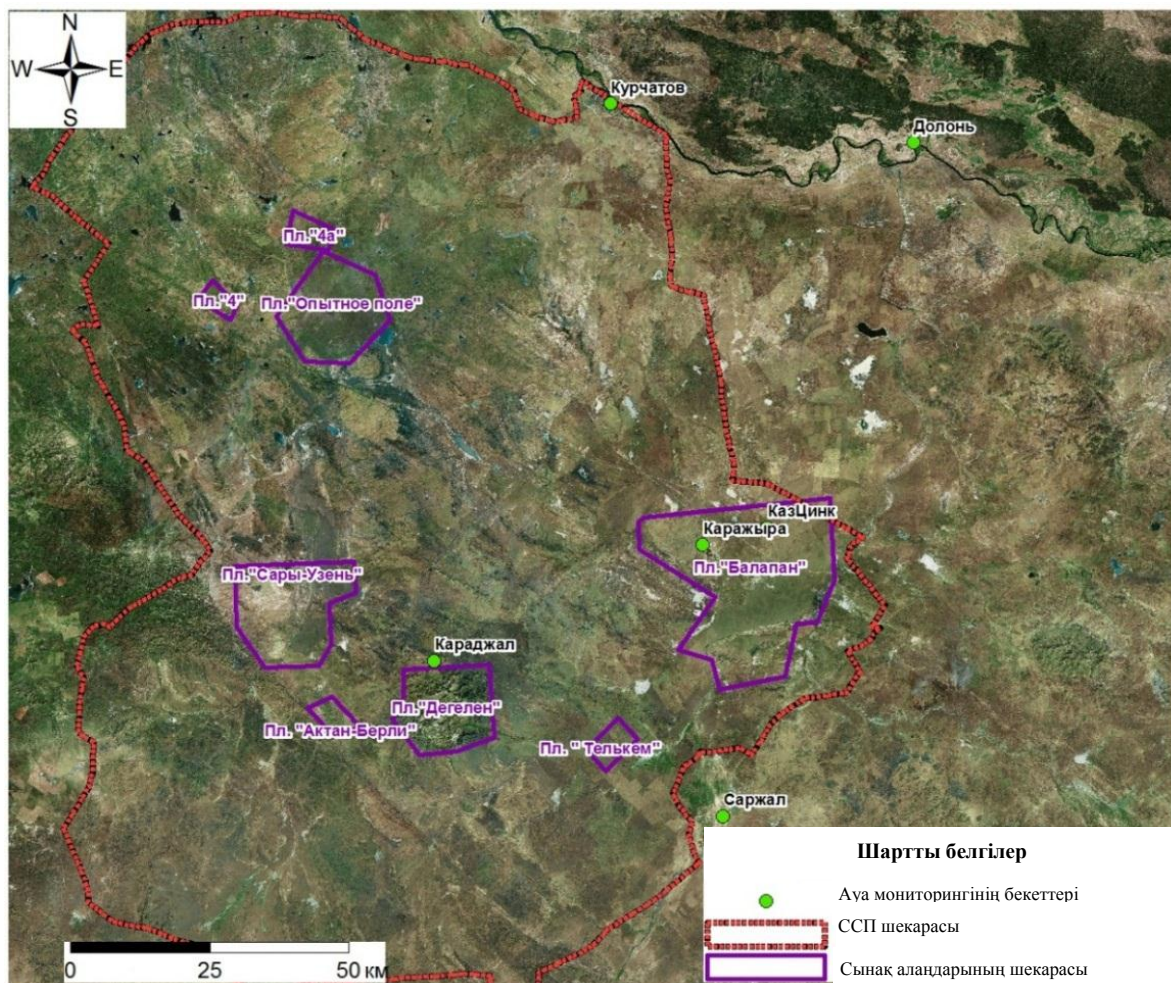 N
W E
S
Курчатов
Долонь
Пл."4а"
Пл."4"
Пл."Опытное поле"
КазЦинк
Каражыра
Пл."Балапан"
Пл."Сары-Узень"
Караджал
Пл."Дегелен"
Пл. "Актан-Берли"
Пл. " Телькем"
Саржал
Шартты белгілер
Ауа мониторингінің бекеттері
ССП шекарасы
Сынақ алаңдарының шекарасы
0 25 50 км